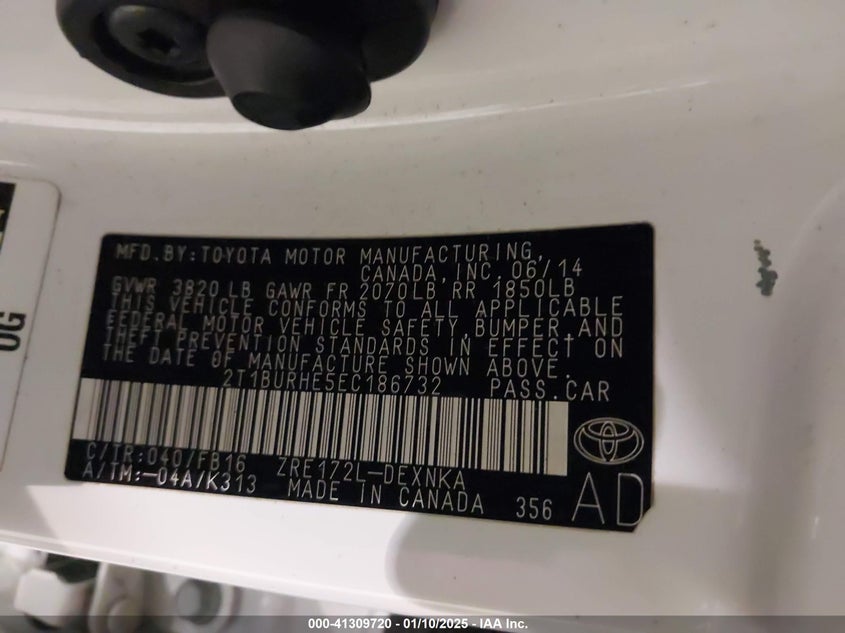 OG
MFD.BY:TOYOTA MOTOR MANUFACTURING,
CANADA,INC.06/14
GVWR 3820 LB GAWR FR 2070LB RR 1850LB
THIS VEHICLE CONFORMS TO ALL APPLICABLE
FEDERAL MOTOR VEHICLE SAFETY,BUMPER,AND
THEFT PREVENTION STANDARDS IN EFFECT ON
THE DATE OF MANUFACTURE SHOWN ABOVE.
2T1BURHE5EC186732 PASS.CAR
C/TR:040/FB16 ZRE172L-DEXNKA
A/TM:-04A/K313 MADE IN CANADA 356 AD
000-41309720 — 01/10/2025 — IAA Inc.